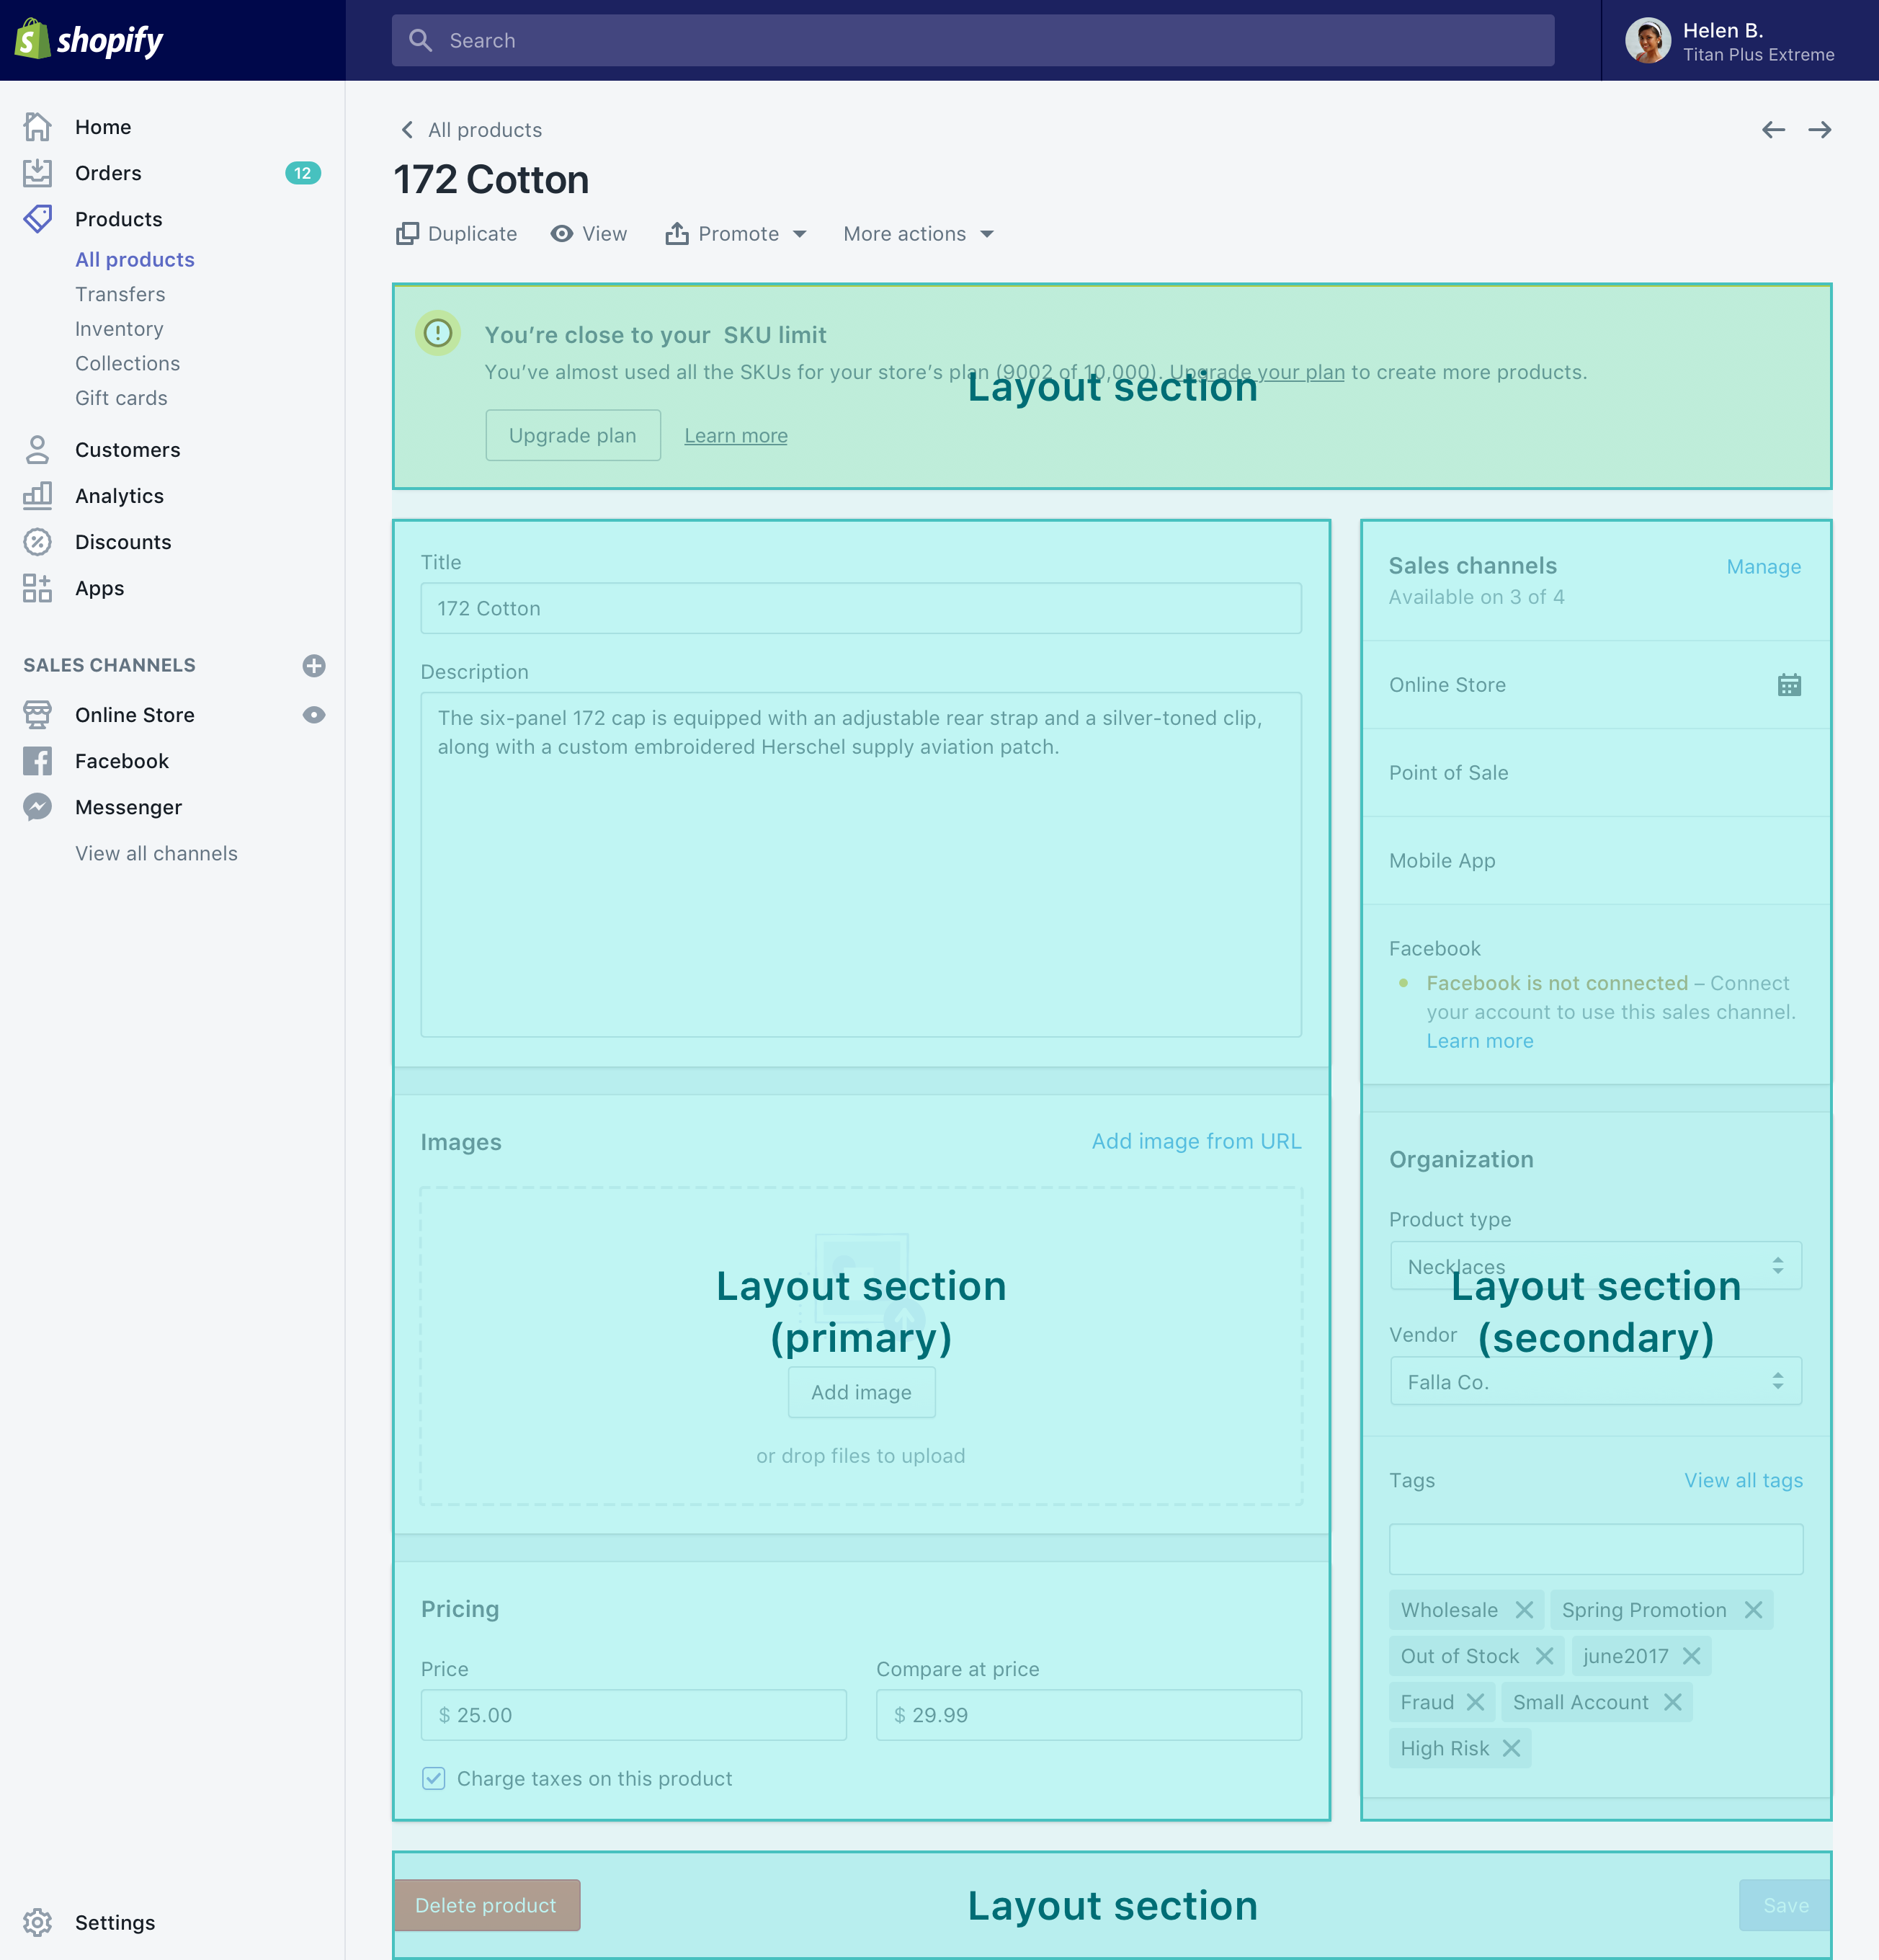 shopify
Search
Helen B.
Titan Plus Extreme
Home
Orders
12
Products
All products
Transfers
Inventory
Collections
Gift cards
Customers
Analytics
Discounts
Apps
SALES CHANNELS
Online Store
Facebook
Messenger
View all channels
Settings
All products
172 Cotton
Duplicate
View
Promote
More actions
You’re close to your SKU limit
You’ve almost used all the SKUs for your store’s plan (9002 of 10,000). Upgrade your plan to create more products.
Layout section
Upgrade plan
Learn more
Title
172 Cotton
Description
The six-panel 172 cap is equipped with an adjustable rear strap and a silver-toned clip,
along with a custom embroidered Herschel supply aviation patch.
Images
Add image from URL
Layout section
(primary)
Add image
or drop files to upload
Pricing
Price
$ 25.00
Compare at price
$ 29.99
Charge taxes on this product
Sales channels
Manage
Available on 3 of 4
Online Store
Point of Sale
Mobile App
Facebook
Facebook is not connected – Connect
your account to use this sales channel.
Learn more
Organization
Product type
Necklaces
Layout section
(secondary)
Vendor
Falla Co.
Tags
View all tags
Wholesale
Spring Promotion
Out of Stock
june2017
Fraud
Small Account
High Risk
Delete product
Layout section
Save